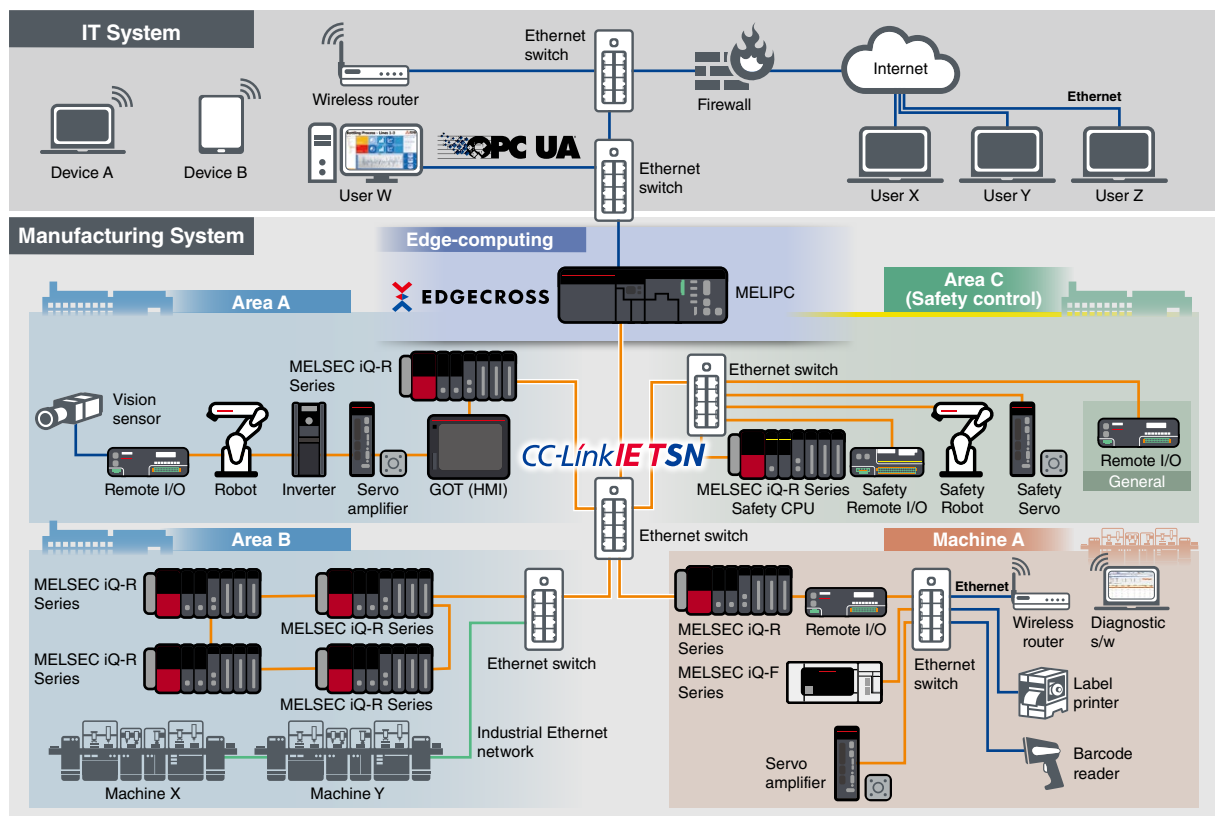 IT System
Device A
Device B
Wireless router
User W
OPC UA
Ethernet
switch
Ethernet
switch
Firewall
Internet
Ethernet
User X
User Y
User Z
Manufacturing System
Edge-computing
EDGECROSS
MELIPC
Area A
Vision
sensor
MELSEC iQ-R
Series
Remote I/O
Robot
Inverter
Servo
amplifier
GOT (HMI)
CC-Link IE TSN
Ethernet switch
Area C
(Safety control)
Ethernet switch
MELSEC iQ-R Series
Safety CPU
Safety
Remote I/O
Safety
Robot
Safety
Servo
Remote I/O
General
Area B
MELSEC iQ-R
Series
MELSEC iQ-R Series
MELSEC iQ-R
Series
MELSEC iQ-R Series
Ethernet switch
Industrial Ethernet
network
Machine X
Machine Y
Machine A
MELSEC iQ-R
Series
Remote I/O
MELSEC iQ-F
Series
Servo
amplifier
Ethernet
switch
Ethernet
Wireless
router
Diagnostic
s/w
Label
printer
Barcode
reader